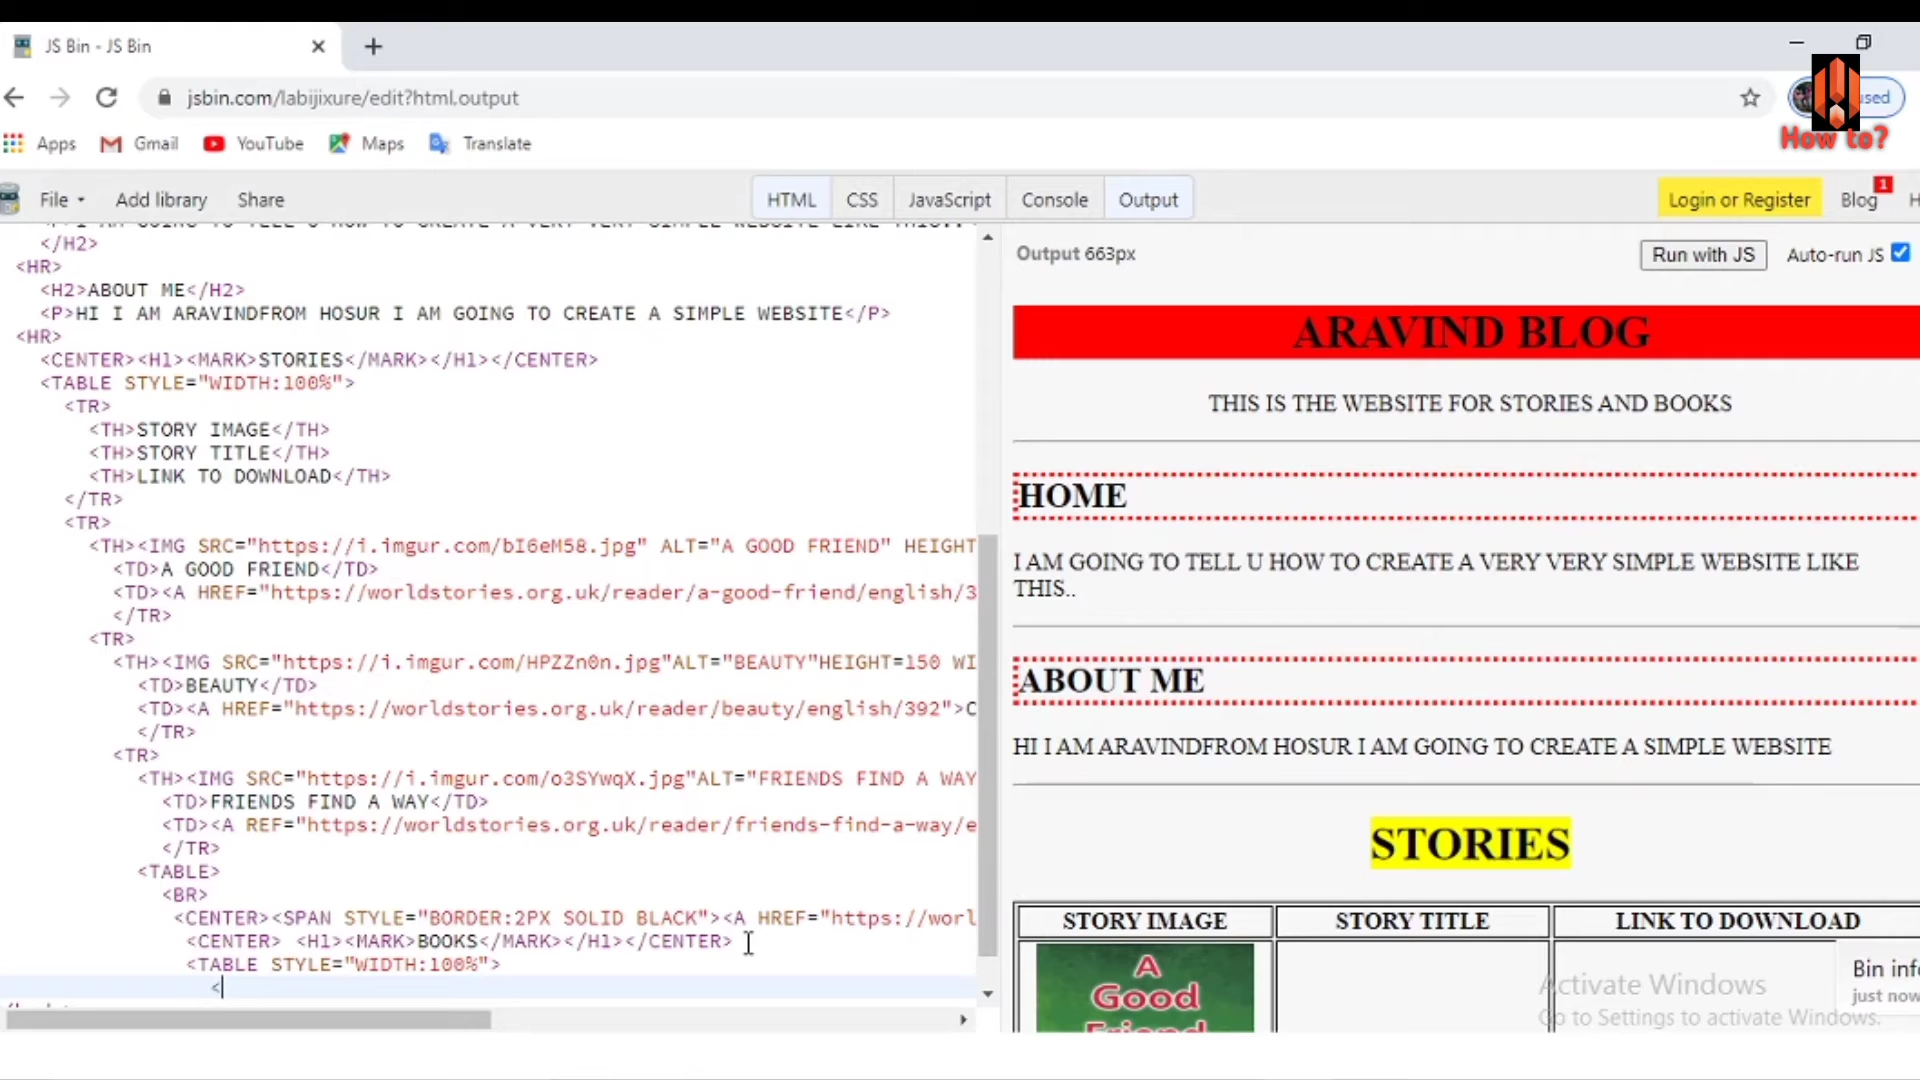 JS Bin - JS Bin
jsbin.com/labijixure/edit?html.output
How to?
Apps
Gmail
YouTube
Maps
Translate
File
Add library
Share
HTML
CSS
JavaScript
Console
Output
Login or Register
Blog
1
</H2>
<HR>
<H2>ABOUT ME</H2>
<P>HI I AM ARAVINDFROM HOSUR I AM GOING TO CREATE A SIMPLE WEBSITE</P>
<HR>
<CENTER><H1><MARK>STORIES</MARK></H1></CENTER>
<TABLE STYLE="WIDTH:100%">
<TR>
<TH>STORY IMAGE</TH>
<TH>STORY TITLE</TH>
<TH>LINK TO DOWNLOAD</TH>
</TR>
<TR>
<TH><IMG SRC="https://i.imgur.com/bI6eM58.jpg" ALT="A GOOD FRIEND" HEIGHT
<TD>A GOOD FRIEND</TD>
<TD><A HREF="https://worldstories.org.uk/reader/a-good-friend/english/3
</TR>
<TR>
<TH><IMG SRC="https://i.imgur.com/HPZZn0n.jpg"ALT="BEAUTY"HEIGHT=150 WI
<TD>BEAUTY</TD>
<TD><A HREF="https://worldstories.org.uk/reader/beauty/english/392">C
</TR>
<TR>
<TH><IMG SRC="https://i.imgur.com/o3SYwqX.jpg"ALT="FRIENDS FIND A WAY
<TD>FRIENDS FIND A WAY</TD>
<TD><A REF="https://worldstories.org.uk/reader/friends-find-a-way/e
</TR>
<TABLE>
<BR>
<CENTER><SPAN STYLE="BORDER:2PX SOLID BLACK"><A HREF="https://worl
<CENTER> <H1><MARK>BOOKS</MARK></H1></CENTER>
<TABLE STYLE="WIDTH:100%">
<
Output 663px
Run with JS
Auto-run JS
ARAVIND BLOG
THIS IS THE WEBSITE FOR STORIES AND BOOKS
HOME
I AM GOING TO TELL U HOW TO CREATE A VERY VERY SIMPLE WEBSITE LIKE
THIS..
ABOUT ME
HI I AM ARAVINDFROM HOSUR I AM GOING TO CREATE A SIMPLE WEBSITE
STORIES
STORY IMAGE
STORY TITLE
LINK TO DOWNLOAD
A
Good
Friend
Bin info
just now
Activate Windows
Go to Settings to activate Windows.